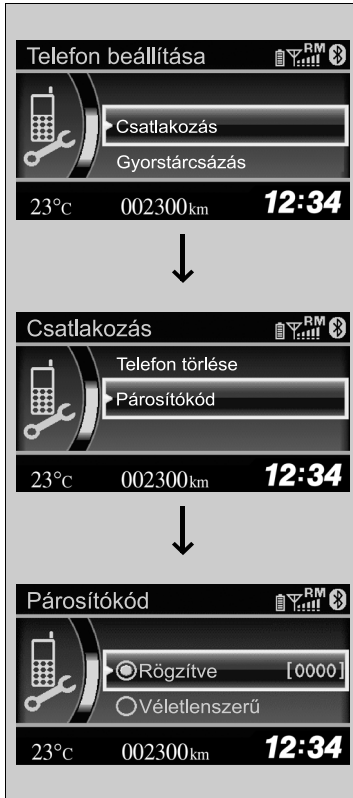 Telefon beállítása RM
Csatlakozás
Gyorstárcsázás
23°C 002300km 12:34
Csatlakozás RM
Telefon törlése
Párosítókód
23°C 002300km 12:34
Párosítókód RM
Rögzítve [0000]
Véletlenszerű
23°C 002300km 12:34